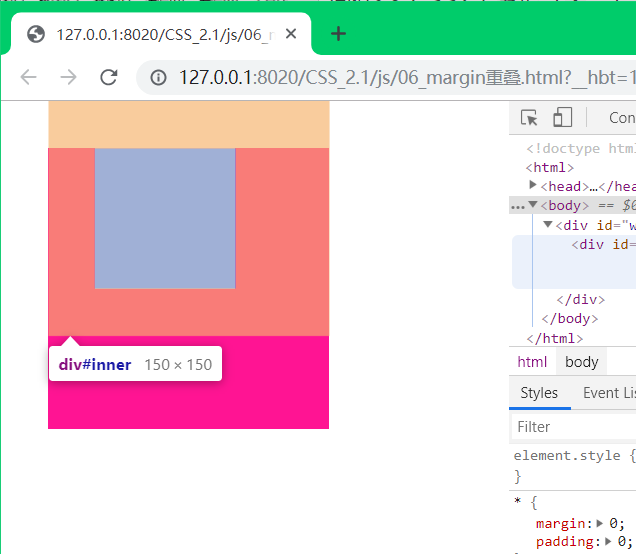 127.0.0.1:8020/CSS_2.1/js/06_m
127.0.0.1:8020/CSS_2.1/js/06_margin重叠.html?__hbt=1
Con
<!doctype htm
<html>
<head>…</hea
... <body> == $0
<div id="w
<div id=
</div>
</body>
</html>
div#inner 150 × 150
html body
Styles Event Lis
Filter
element.style {
}
* {
margin: 0;
padding: 0;